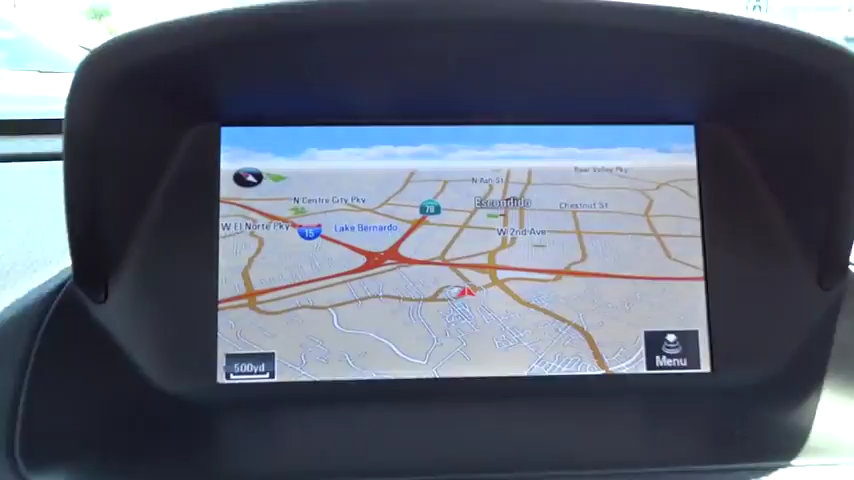 N Ash St
Bear Valley Pky
N Centre City Pky
78
Escondido
Chestnut St
W El Norte Pky
15
Lake Bernardo
W 2nd Ave
500yd
Menu